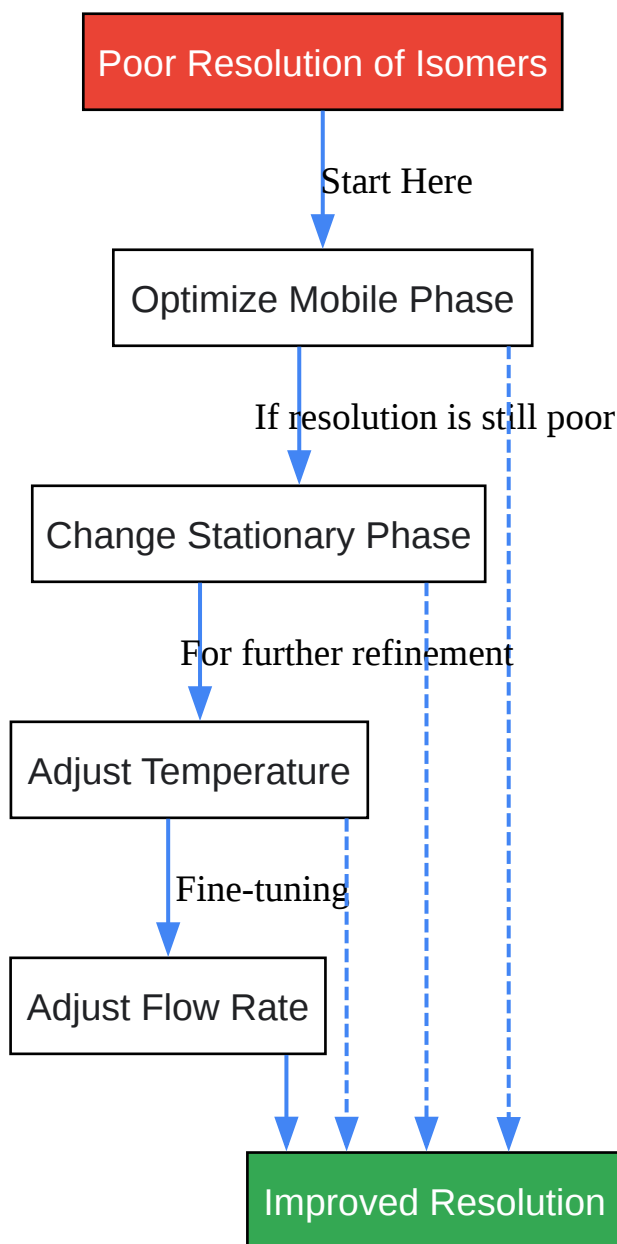 Poor Resolution of Isomers
Start Here
Optimize Mobile Phase
If resolution is still poor
Change Stationary Phase
For further refinement
Adjust Temperature
Fine-tuning
Adjust Flow Rate
Improved Resolution